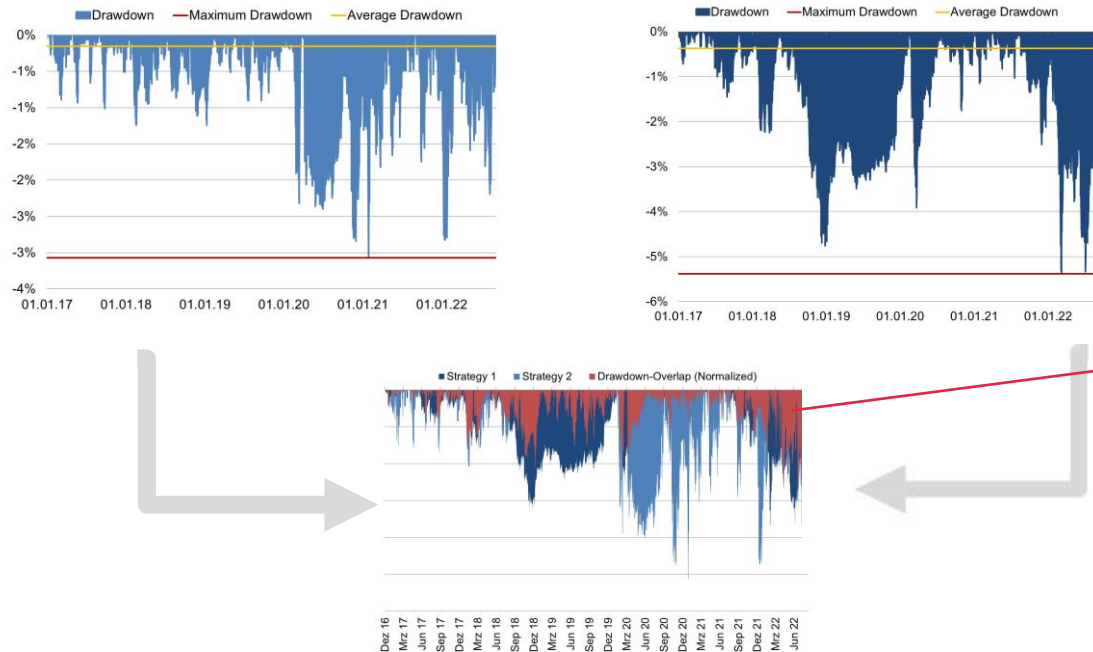 Drawdown Maximum Drawdown Average Drawdown
0%
-1%
-1%
-2%
-2%
-3%
-3%
-4%
01.01.17 01.01.18 01.01.19 01.01.20 01.01.21 01.01.22
Drawdown Maximum Drawdown Average Drawdown
0%
-1%
-2%
-3%
-4%
-5%
-6%
01.01.17 01.01.18 01.01.19 01.01.20 01.01.21 01.01.22
Strategy 1 Strategy 2 Drawdown-Overlap (Normalized)
Dez 16
Mrz 17
Jun 17
Sep 17
Dez 17
Mrz 18
Jun 18
Sep 18
Dez 18
Mrz 19
Jun 19
Sep 19
Dez 19
Mrz 20
Jun 20
Sep 20
Dez 20
Mrz 21
Jun 21
Sep 21
Dez 21
Mrz 22
Jun 22